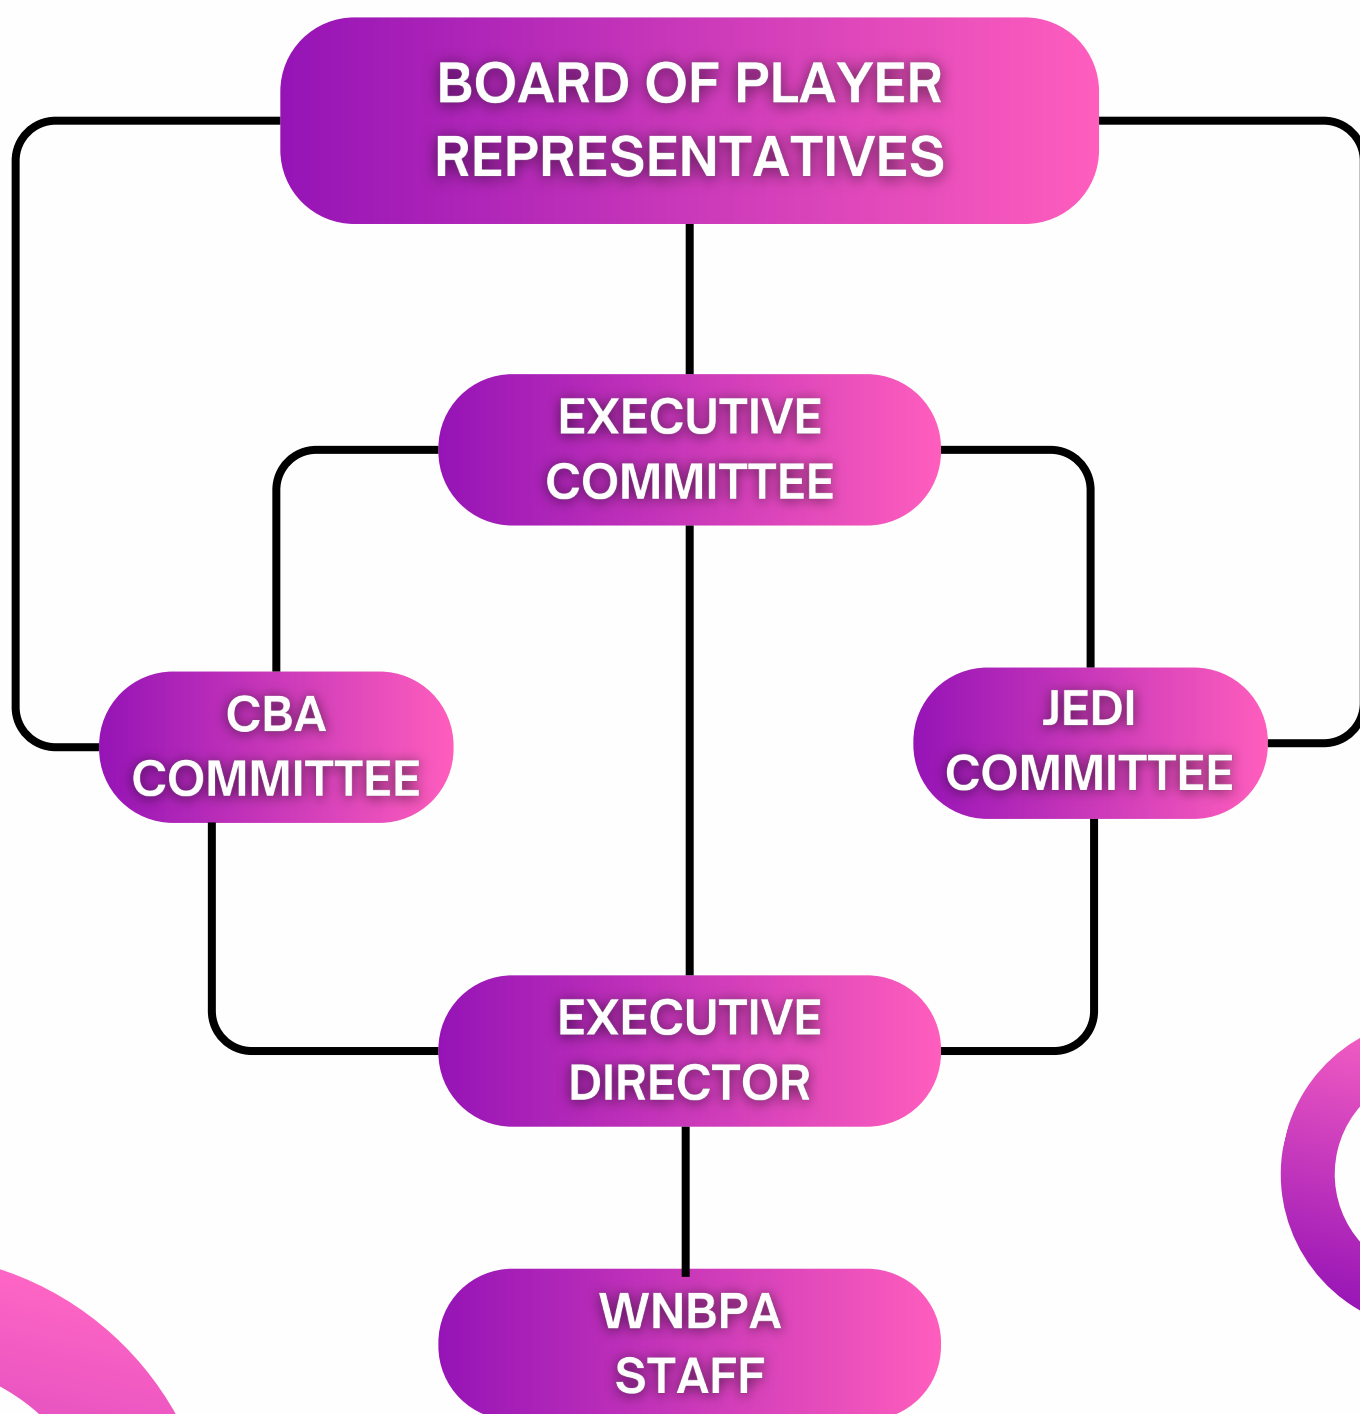 BOARD OF PLAYER
REPRESENTATIVES
EXECUTIVE
COMMITTEE
CBA
COMMITTEE
JEDI
COMMITTEE
EXECUTIVE
DIRECTOR
WNBPA
STAFF